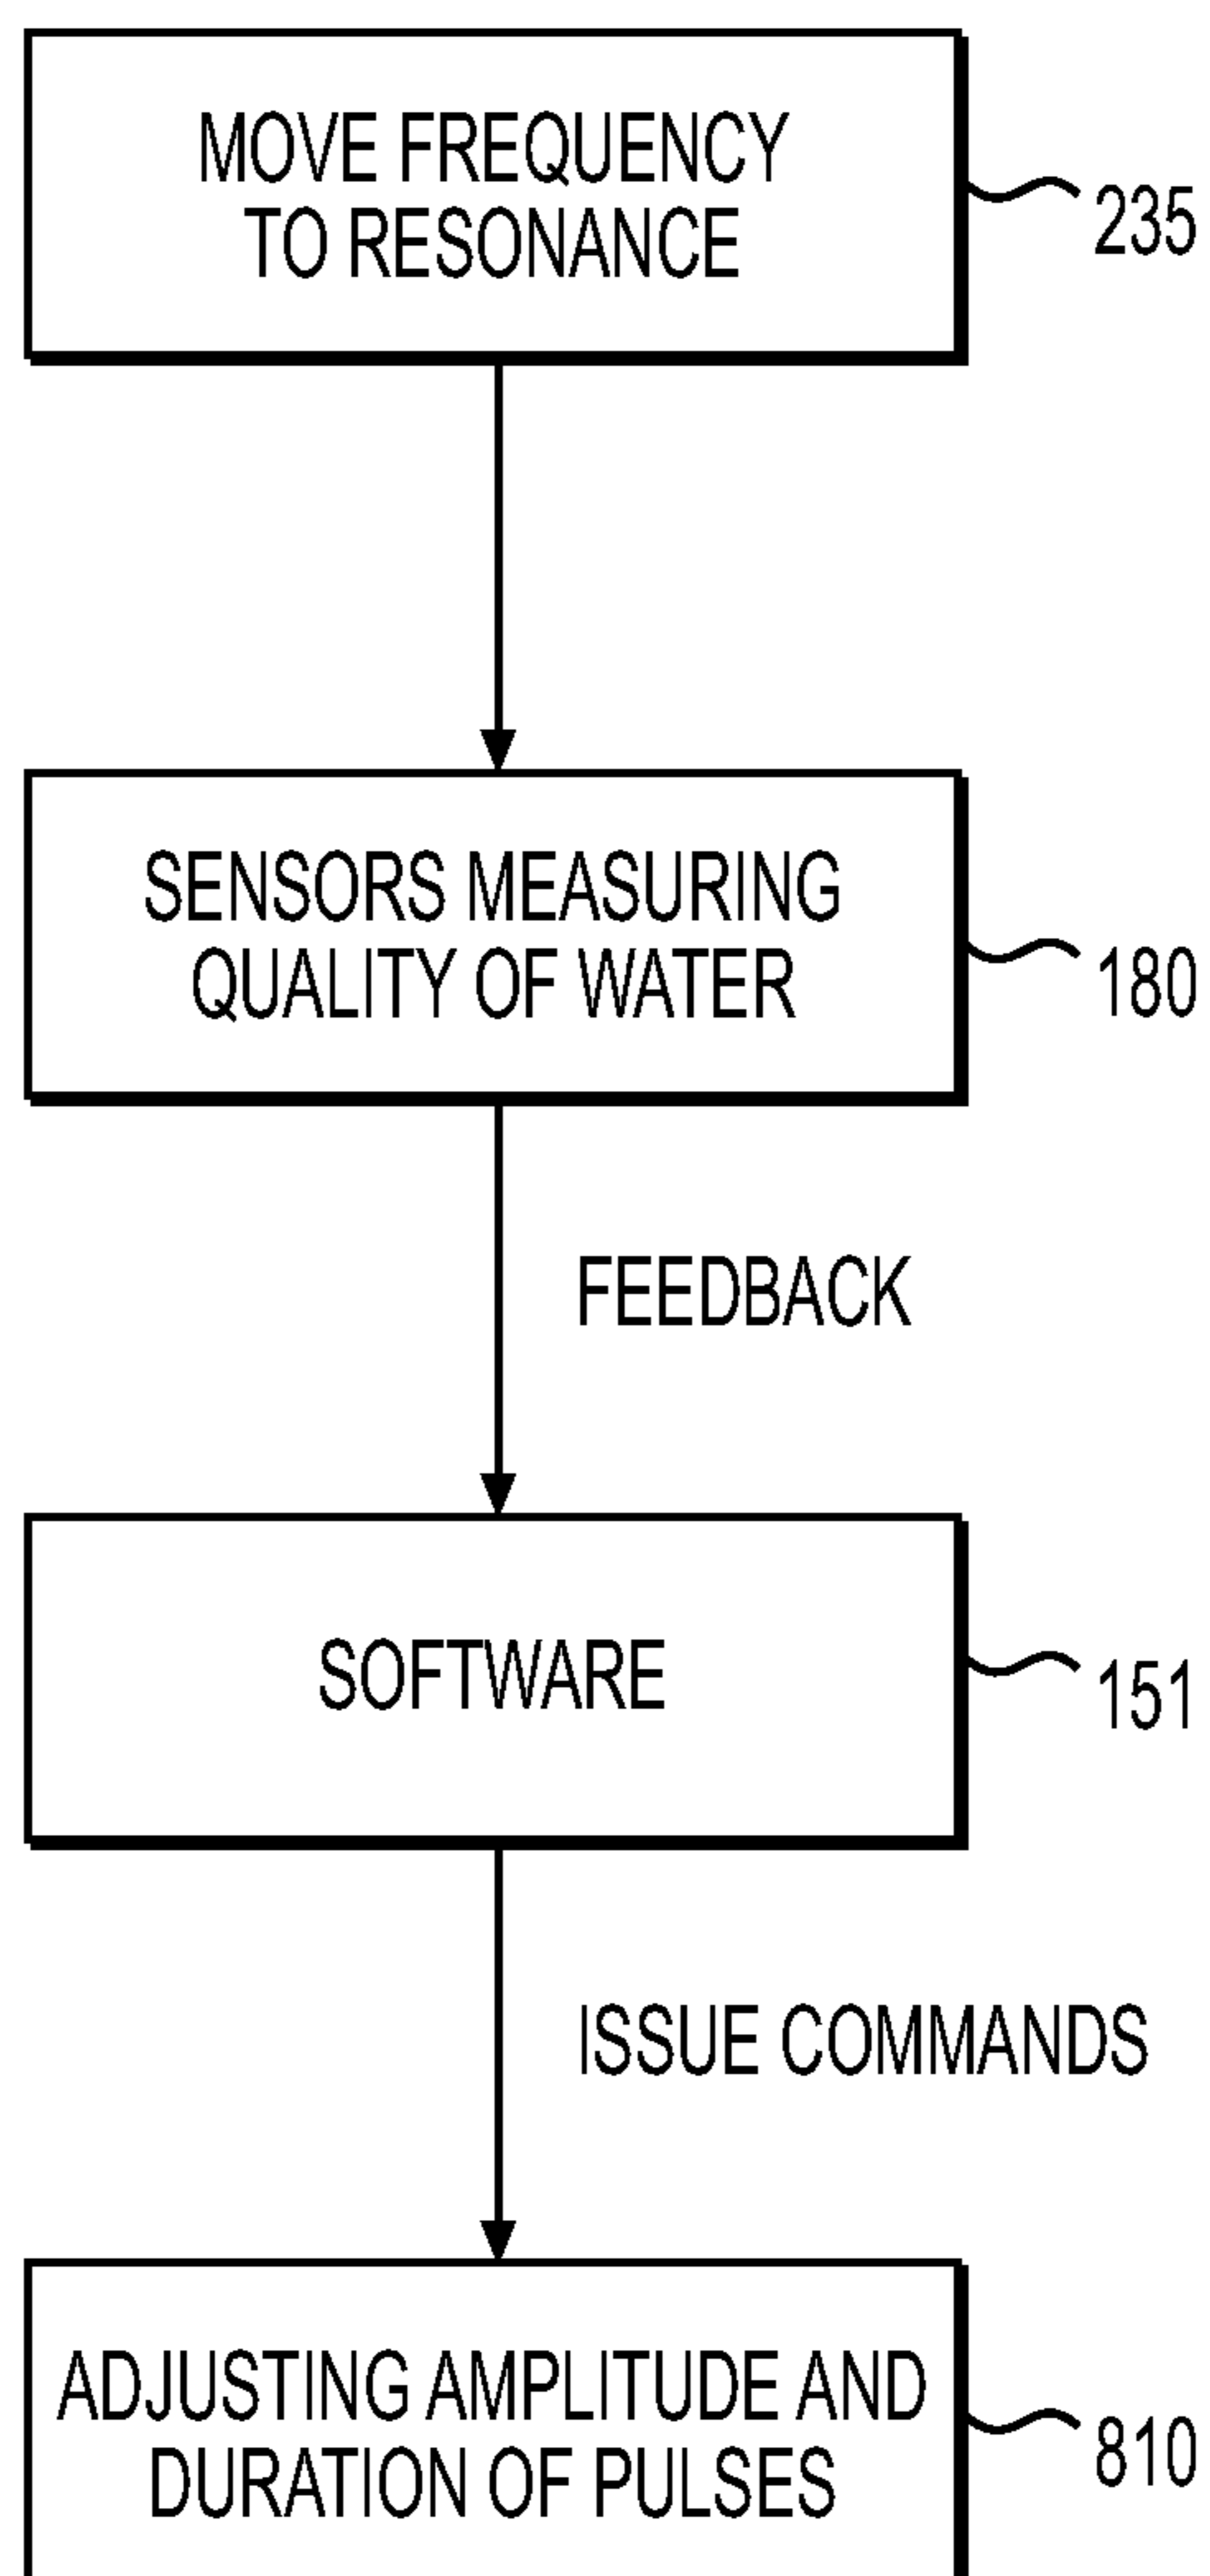 MOVE FREQUENCY
TO RESONANCE
235
SENSORS MEASURING
QUALITY OF WATER
180
FEEDBACK
SOFTWARE
151
ISSUE COMMANDS
ADJUSTING AMPLITUDE AND
DURATION OF PULSES
810